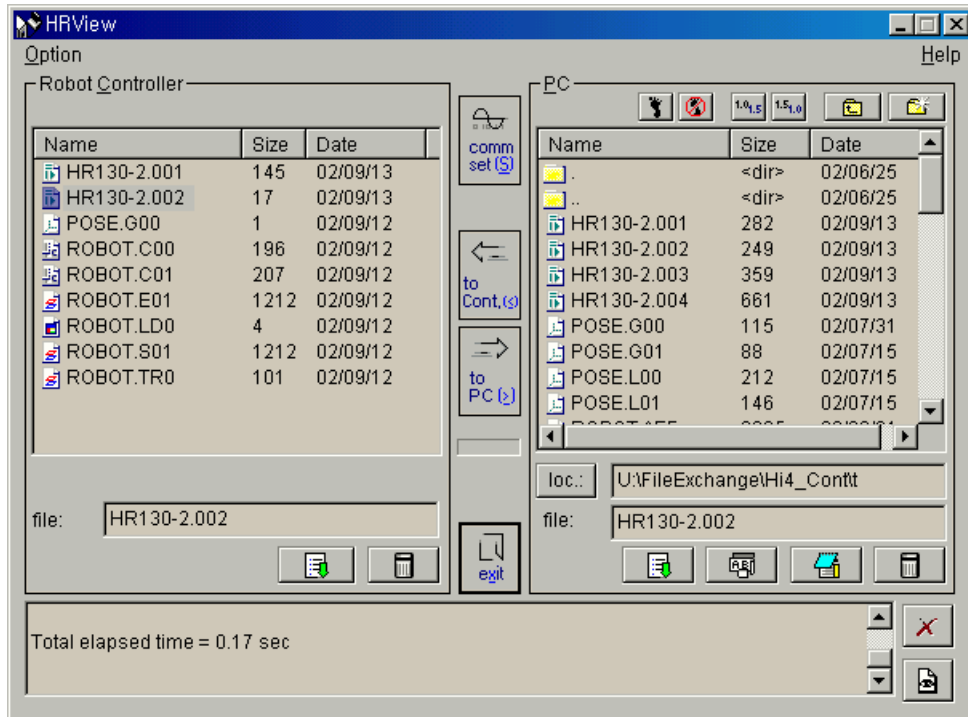 HRView
Option Help
Robot Controller
Name Size Date
HR130-2.001 145 02/09/13
HR130-2.002 17 02/09/13
POSE.G00 1 02/09/12
ROBOT.C00 196 02/09/12
ROBOT.C01 207 02/09/12
ROBOT.E01 1212 02/09/12
ROBOT.LD0 4 02/09/12
ROBOT.S01 1212 02/09/12
ROBOT.TR0 101 02/09/12
file: HR130-2.002
comm
set (S)
to
Cont.(<)
to
PC (>)
exit
PC
1.0 1.5 1.5 1.0
Name Size Date
. <dir> 02/06/25
.. <dir> 02/06/25
HR130-2.001 282 02/09/13
HR130-2.002 249 02/09/13
HR130-2.003 359 02/09/13
HR130-2.004 661 02/09/13
POSE.G00 115 02/07/31
POSE.G01 88 02/07/15
POSE.L00 212 02/07/15
POSE.L01 146 02/07/15
loc.: U:\FileExchange\Hi4_Cont\t
file: HR130-2.002
Total elapsed time = 0.17 sec